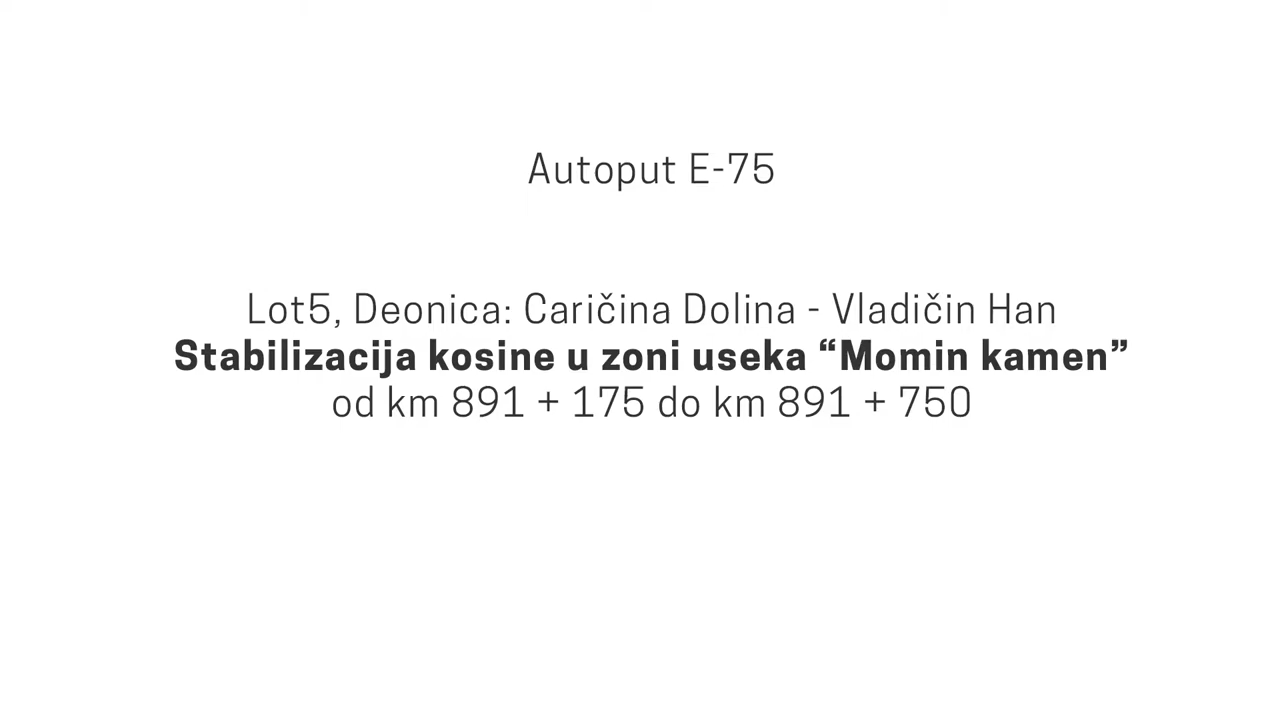 Autoput E-75
Lot5, Deonica: Caričina Dolina - Vladičin Han
Stabilizacija kosine u zoni useka “Momin kamen”
od km 891 + 175 do km 891 + 750